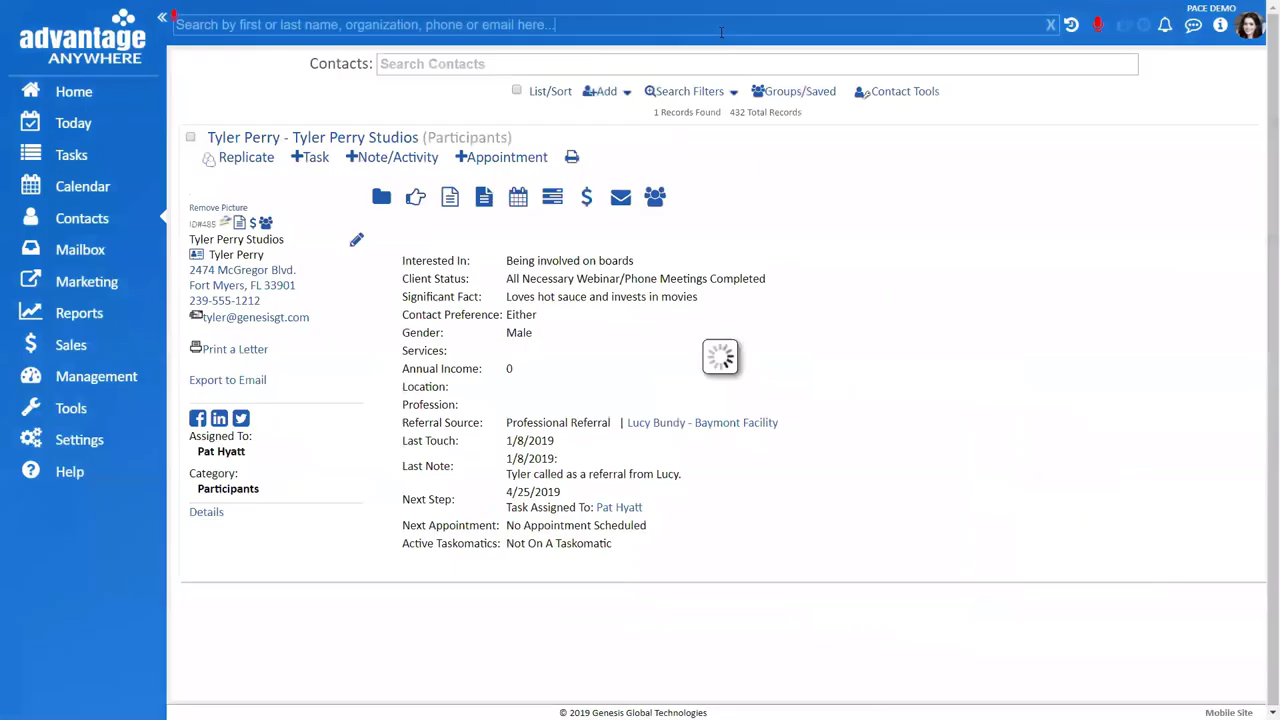 PACE DEMO
Search by first or last name, organization, phone or email here...
X
advantage
ANYWHERE
Home
Today
Tasks
Calendar
Contacts
Mailbox
Marketing
Reports
Sales
Management
Tools
Settings
Help
Contacts: Search Contacts
List/Sort Add Search Filters Groups/Saved Contact Tools
1 Records Found 432 Total Records
Tyler Perry - Tyler Perry Studios (Participants)
Replicate +Task +Note/Activity +Appointment
Remove Picture
ID#485
Tyler Perry Studios
Tyler Perry
2474 McGregor Blvd.
Fort Myers, FL 33901
239-555-1212
tyler@genesisgt.com
Print a Letter
Export to Email
Assigned To:
Pat Hyatt
Category:
Participants
Details
Interested In: Being involved on boards
Client Status: All Necessary Webinar/Phone Meetings Completed
Significant Fact: Loves hot sauce and invests in movies
Contact Preference: Either
Gender: Male
Services:
Annual Income: 0
Location:
Profession:
Referral Source: Professional Referral | Lucy Bundy - Baymont Facility
Last Touch: 1/8/2019
Last Note: 1/8/2019:
Tyler called as a referral from Lucy.
Next Step: 4/25/2019
Task Assigned To: Pat Hyatt
Next Appointment: No Appointment Scheduled
Active Taskomatics: Not On A Taskomatic
© 2019 Genesis Global Technologies
Mobile Site